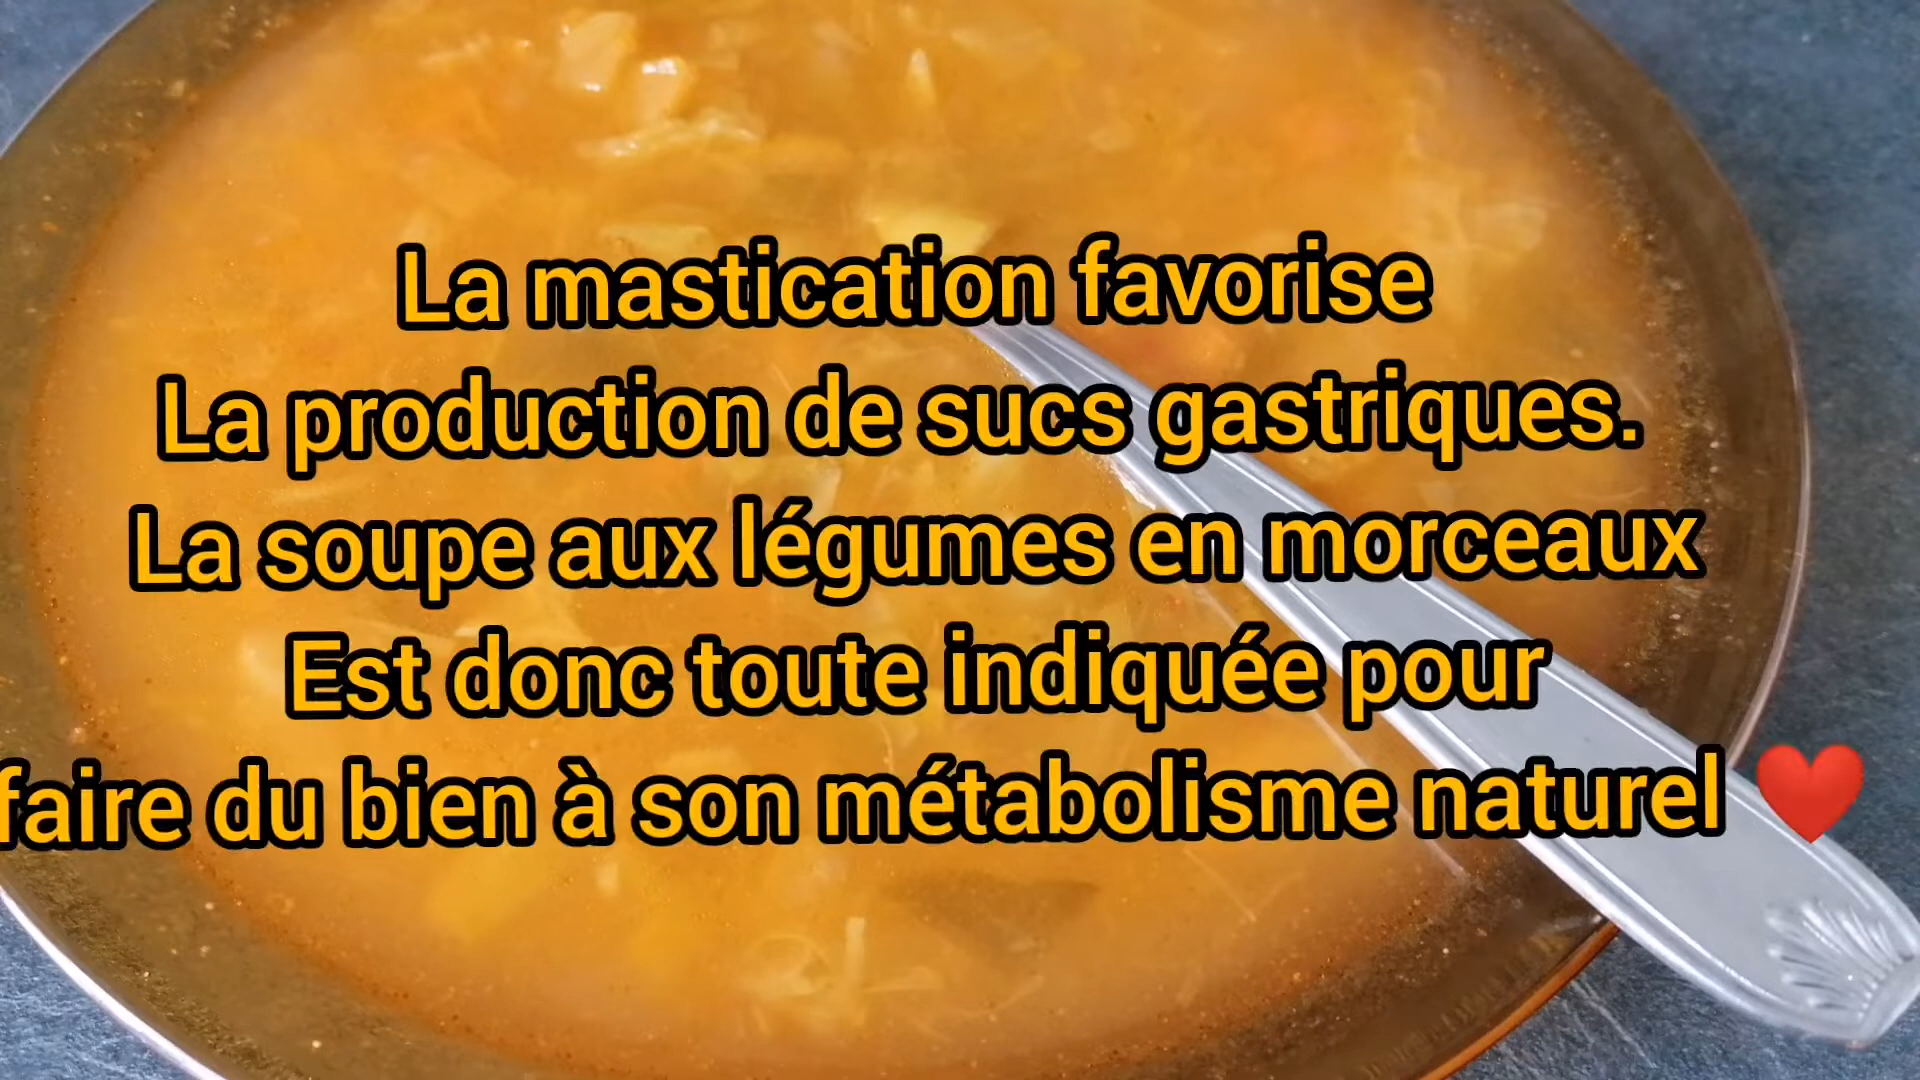 La mastication favorise
La production de sucs gastriques.
La soupe aux légumes en morceaux
Est donc toute indiquée pour
faire du bien à son métabolisme naturel ❤️